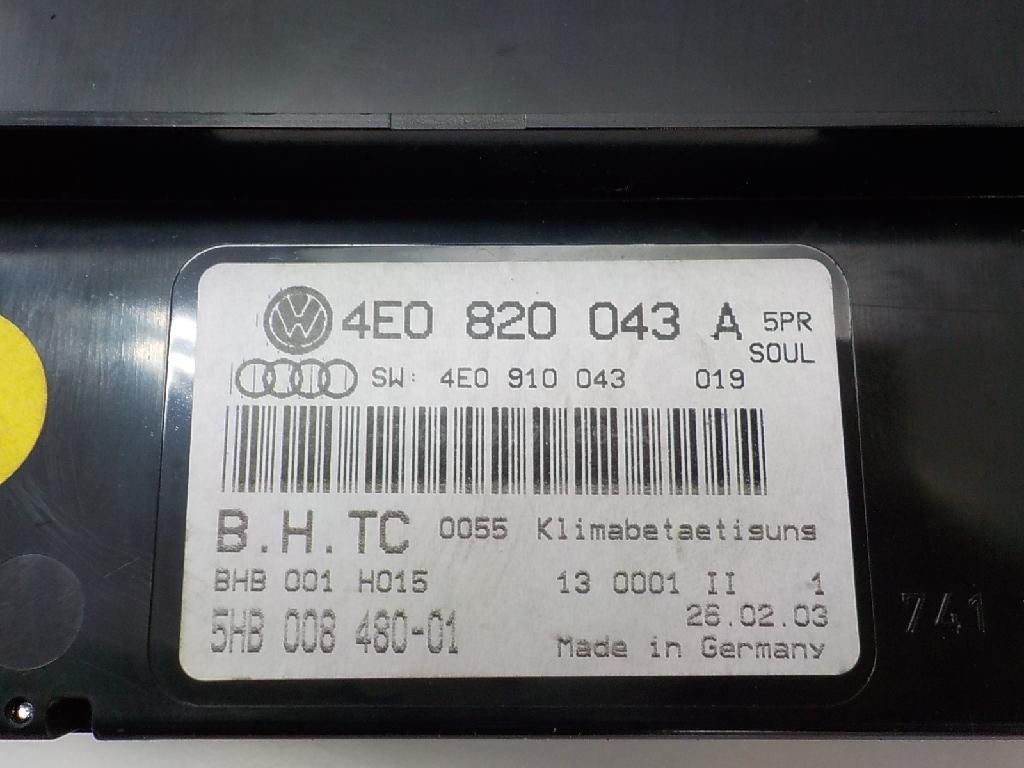 4E0 820 043 A 5PR
SOUL
SW: 4E0 910 043 019
B.H.TC 0055 Klimabetaetigung
BHB 001 H015 13 0001 II 1
26.02.03
5HB 008 480-01
Made in Germany
741